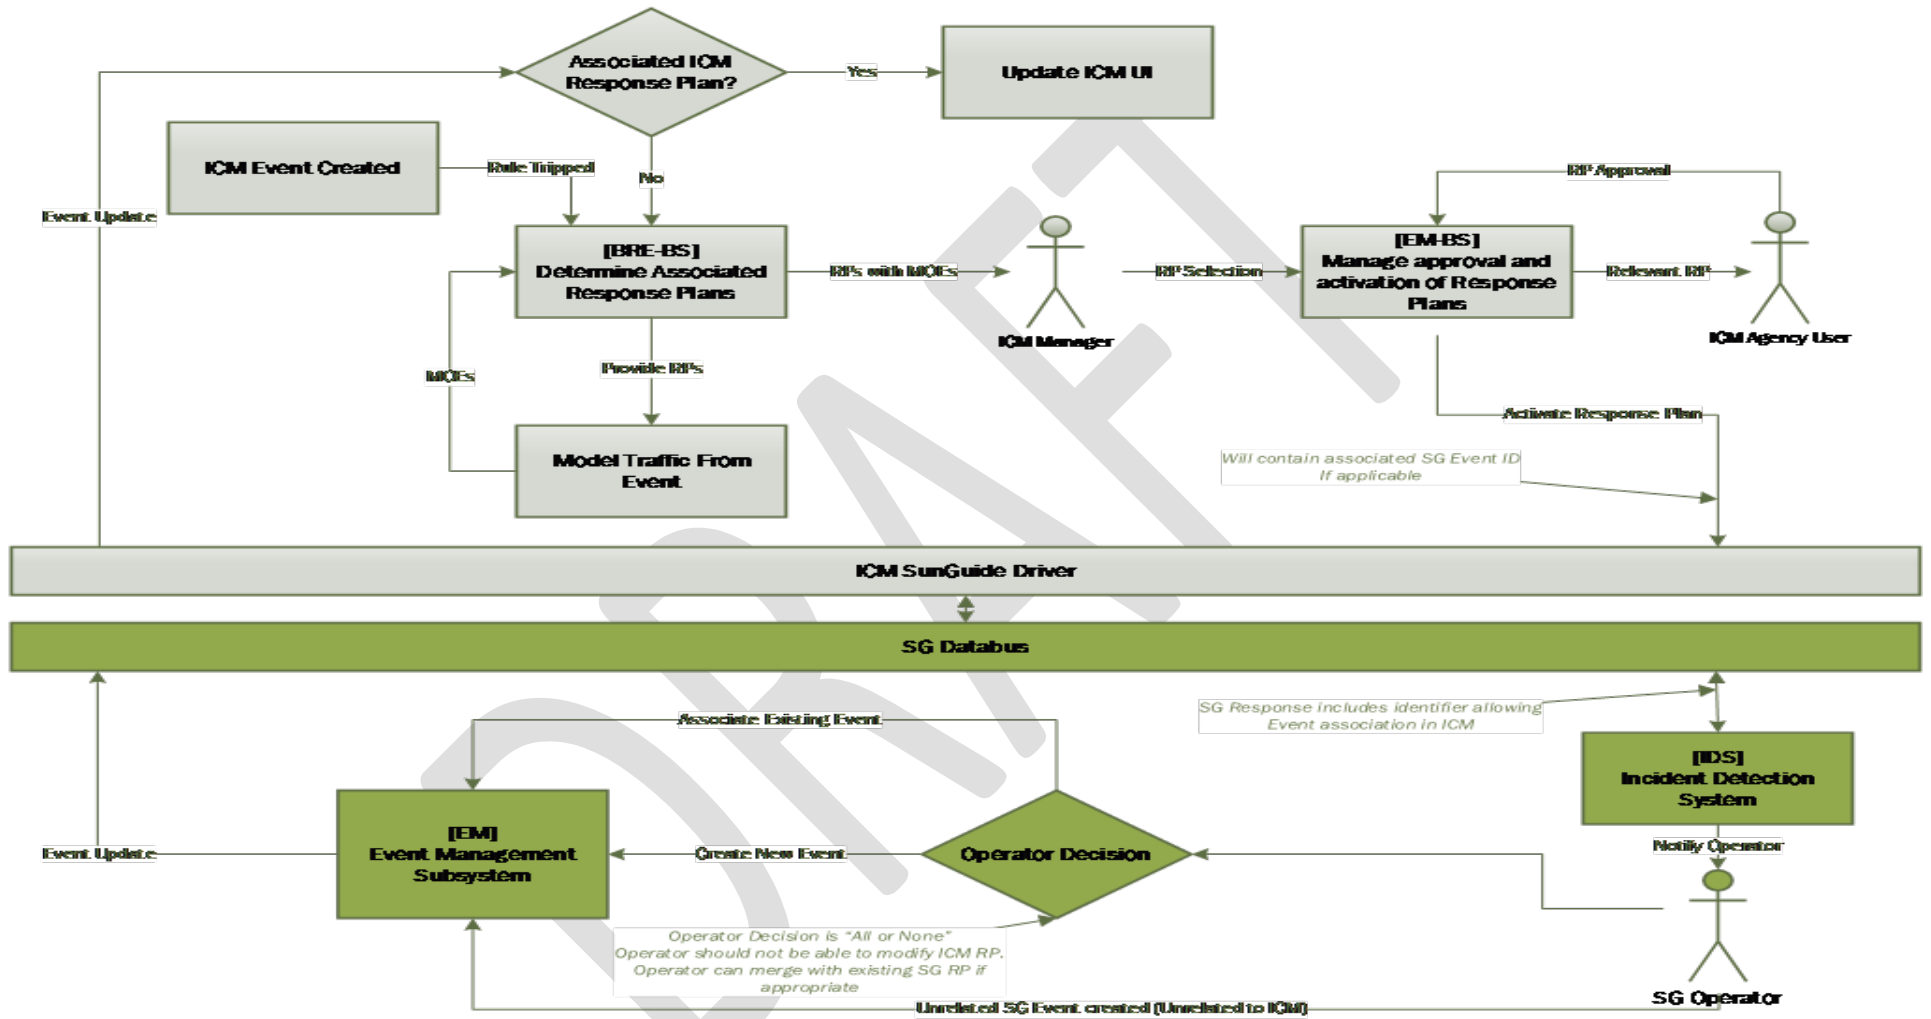 Associated ICM
Response Plan?
Yes
Update ICM UI
ICM Event Created
Rule Tripped
No
RP Approval
Event Update
[BRE-BS]
Determine Associated
Response Plans
RPs with MOEs
ICM Manager
RP Selection
[EM-BS]
Manage approval and
activation of Response
Plans
Relevant RP
ICM Agency User
MOEs
Provide RPs
Activate Response Plan
Model Traffic From
Event
Will contain associated SG Event ID
If applicable
ICM SunGuide Driver
SG Databus
Associate Existing Event
SG Response includes identifier allowing
Event association in ICM
[IDS]
Incident Detection
System
Notify Operator
Event Update
[EM]
Event Management
Subsystem
Create New Event
Operator Decision
Operator Decision is "All or None"
Operator should not be able to modify ICM RP.
Operator can merge with existing SG RP if
appropriate
SG Operator
Unrelated SG Event created (Unrelated to ICM)
DRAFT